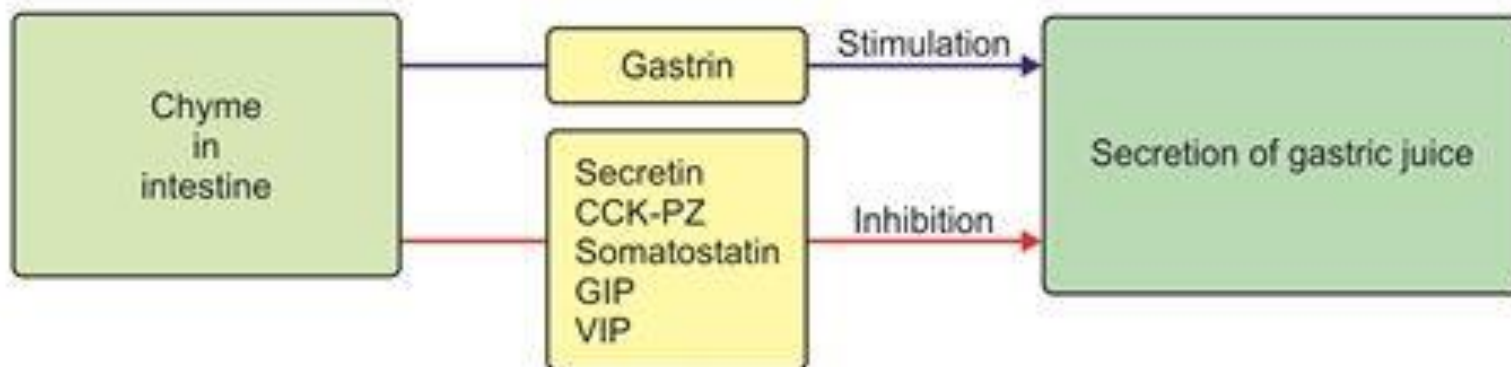 Chyme
in
intestine
Gastrin
Stimulation
Secretin
CCK-PZ
Somatostatin
GIP
VIP
Inhibition
Secretion of gastric juice